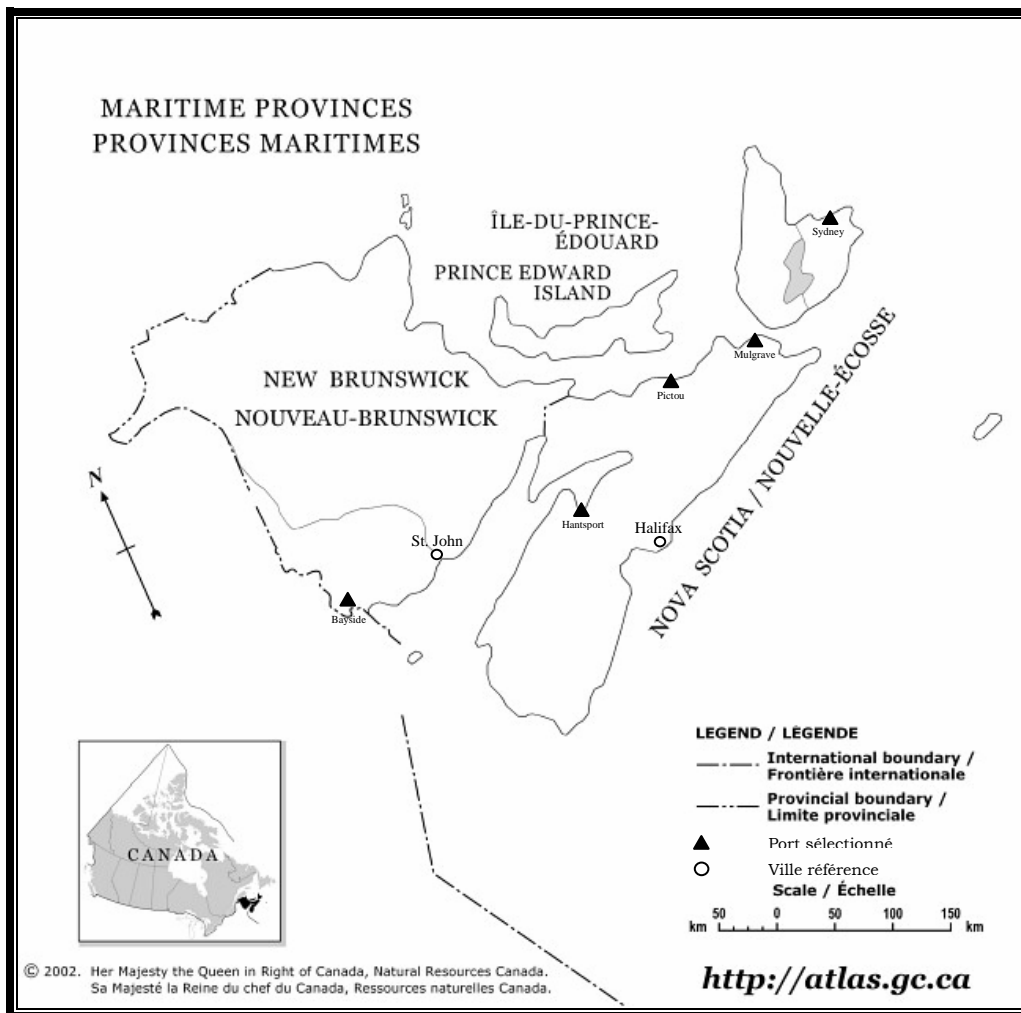 MARITIME PROVINCES
PROVINCES MARITIMES
ÎLE-DU-PRINCE-
ÉDOUARD
PRINCE EDWARD
ISLAND
Sydney
Mulgrave
Pictou
NEW BRUNSWICK
NOUVEAU-BRUNSWICK
NOVA SCOTIA / NOUVELLE-ÉCOSSE
N
Hantsport
Halifax
St. John
Bayside
LEGEND / LÉGENDE
International boundary /
Frontière internationale
Provincial boundary /
Limite provinciale
Port sélectionné
Ville référence
Scale / Échelle
50 0 50 100 150
km km
CANADA
© 2002. Her Majesty the Queen in Right of Canada, Natural Resources Canada.
Sa Majesté la Reine du chef du Canada, Ressources naturelles Canada.
http://atlas.gc.ca